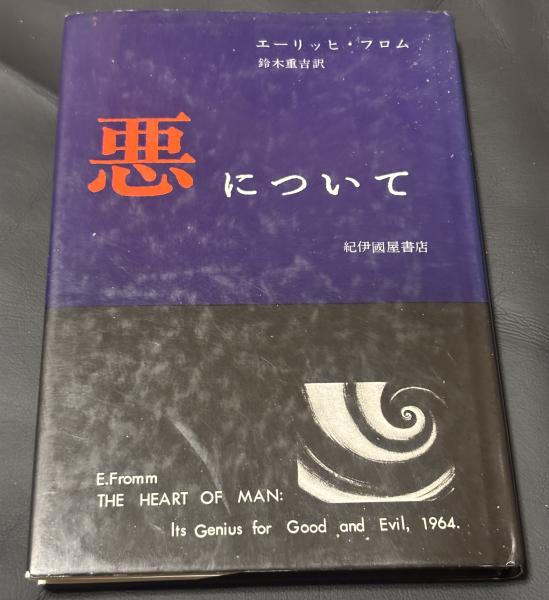 エーリッヒ・フロム
鈴木重吉訳
悪について
紀伊國屋書店
E.Fromm
THE HEART OF MAN:
Its Genius for Good and Evil, 1964.